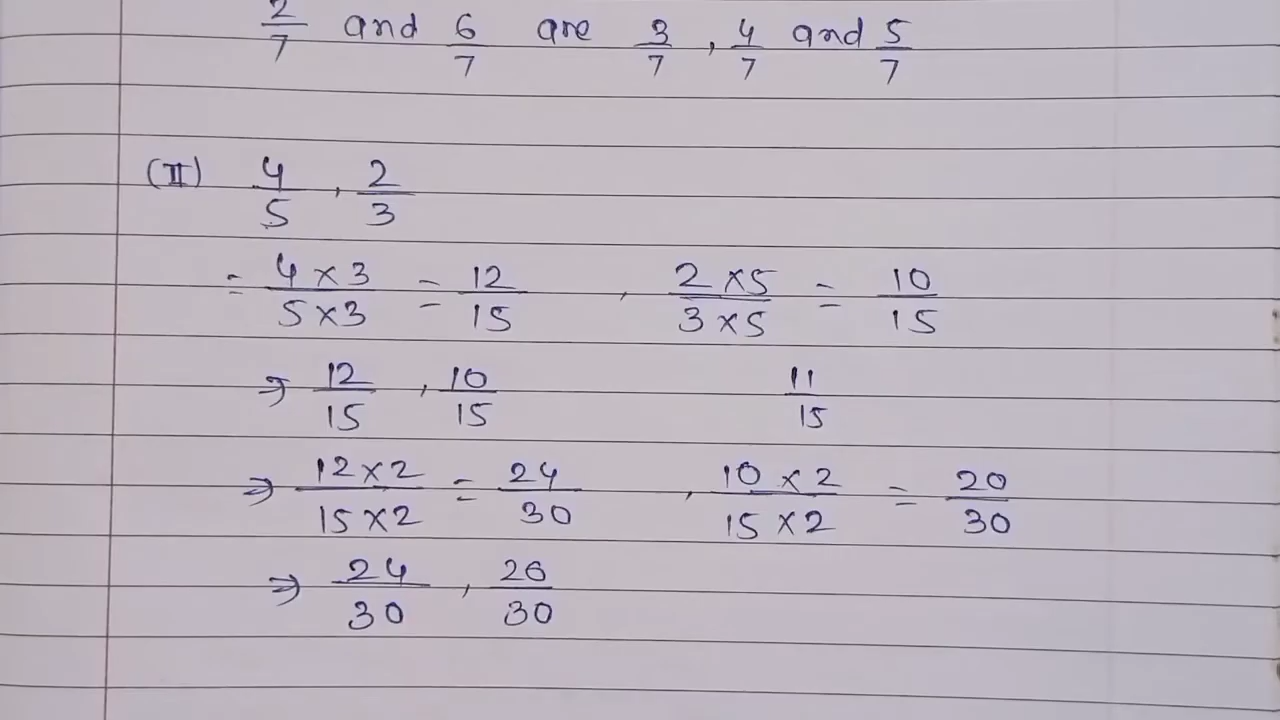 2/7 and 6/7 are 3/7 , 4/7 and 5/7
(II) 4/5 , 2/3
= 4 × 3 / 5 × 3 = 12/15 , 2 × 5 / 3 × 5 = 10/15
⇒ 12/15 , 10/15 11/15
⇒ 12 × 2 / 15 × 2 = 24/30 , 10 × 2 / 15 × 2 = 20/30
⇒ 24/30 , 20/30